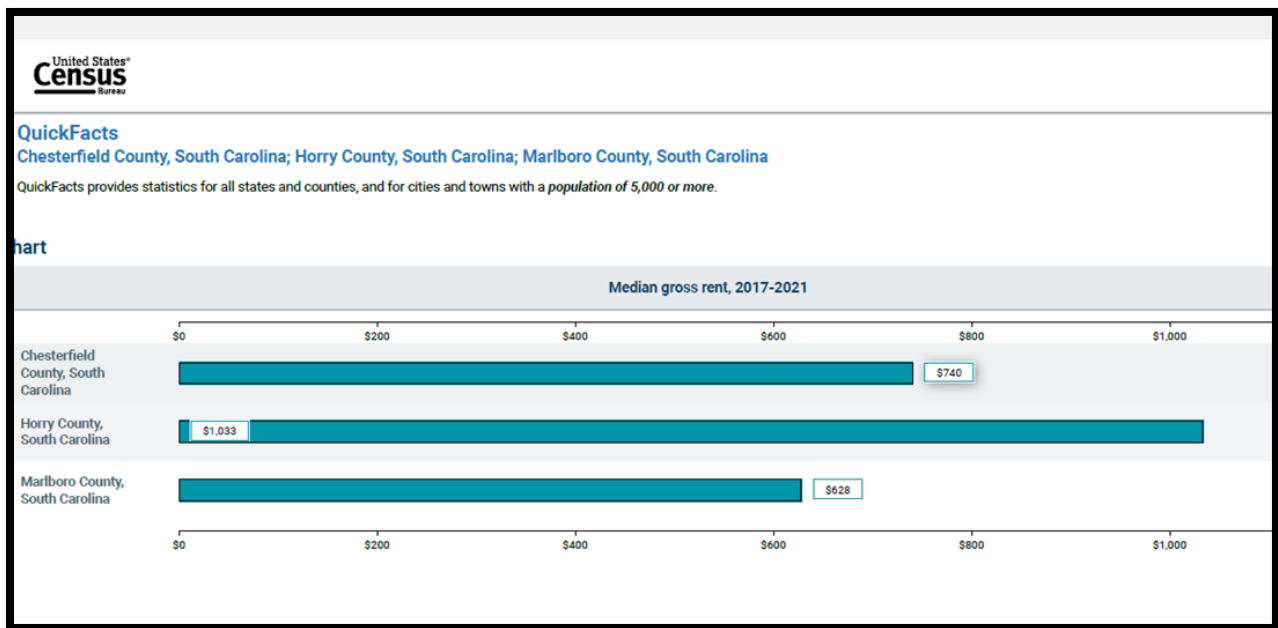 United States®
Census
Bureau
QuickFacts
Chesterfield County, South Carolina; Horry County, South Carolina; Marlboro County, South Carolina
QuickFacts provides statistics for all states and counties, and for cities and towns with a population of 5,000 or more.
hart
Median gross rent, 2017-2021
$0 $200 $400 $600 $800 $1,000
Chesterfield
County, South
Carolina
$740
Horry County,
South Carolina
$1,033
Marlboro County,
South Carolina
$628
$0 $200 $400 $600 $800 $1,000